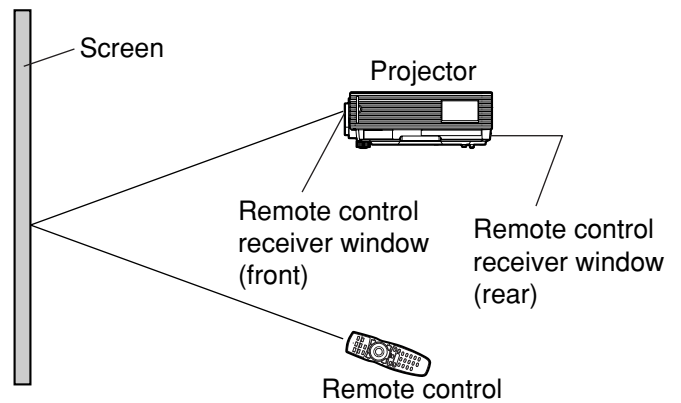 Screen
Projector
Remote control
receiver window
(front)
Remote control
receiver window
(rear)
Remote control